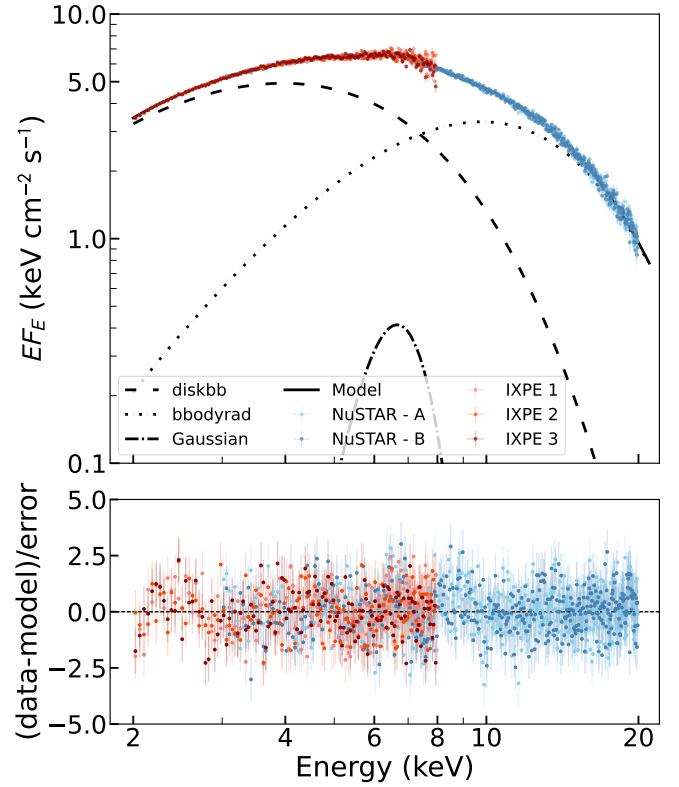 10.0
5.0
1.0
0.1
EF_E (keV cm⁻² s⁻¹)
diskbb
bbodyrad
Gaussian
Model
NuSTAR - A
NuSTAR - B
IXPE 1
IXPE 2
IXPE 3
5.0
2.5
0.0
−2.5
−5.0
(data-model)/error
2
4
6
8
10
20
Energy (keV)